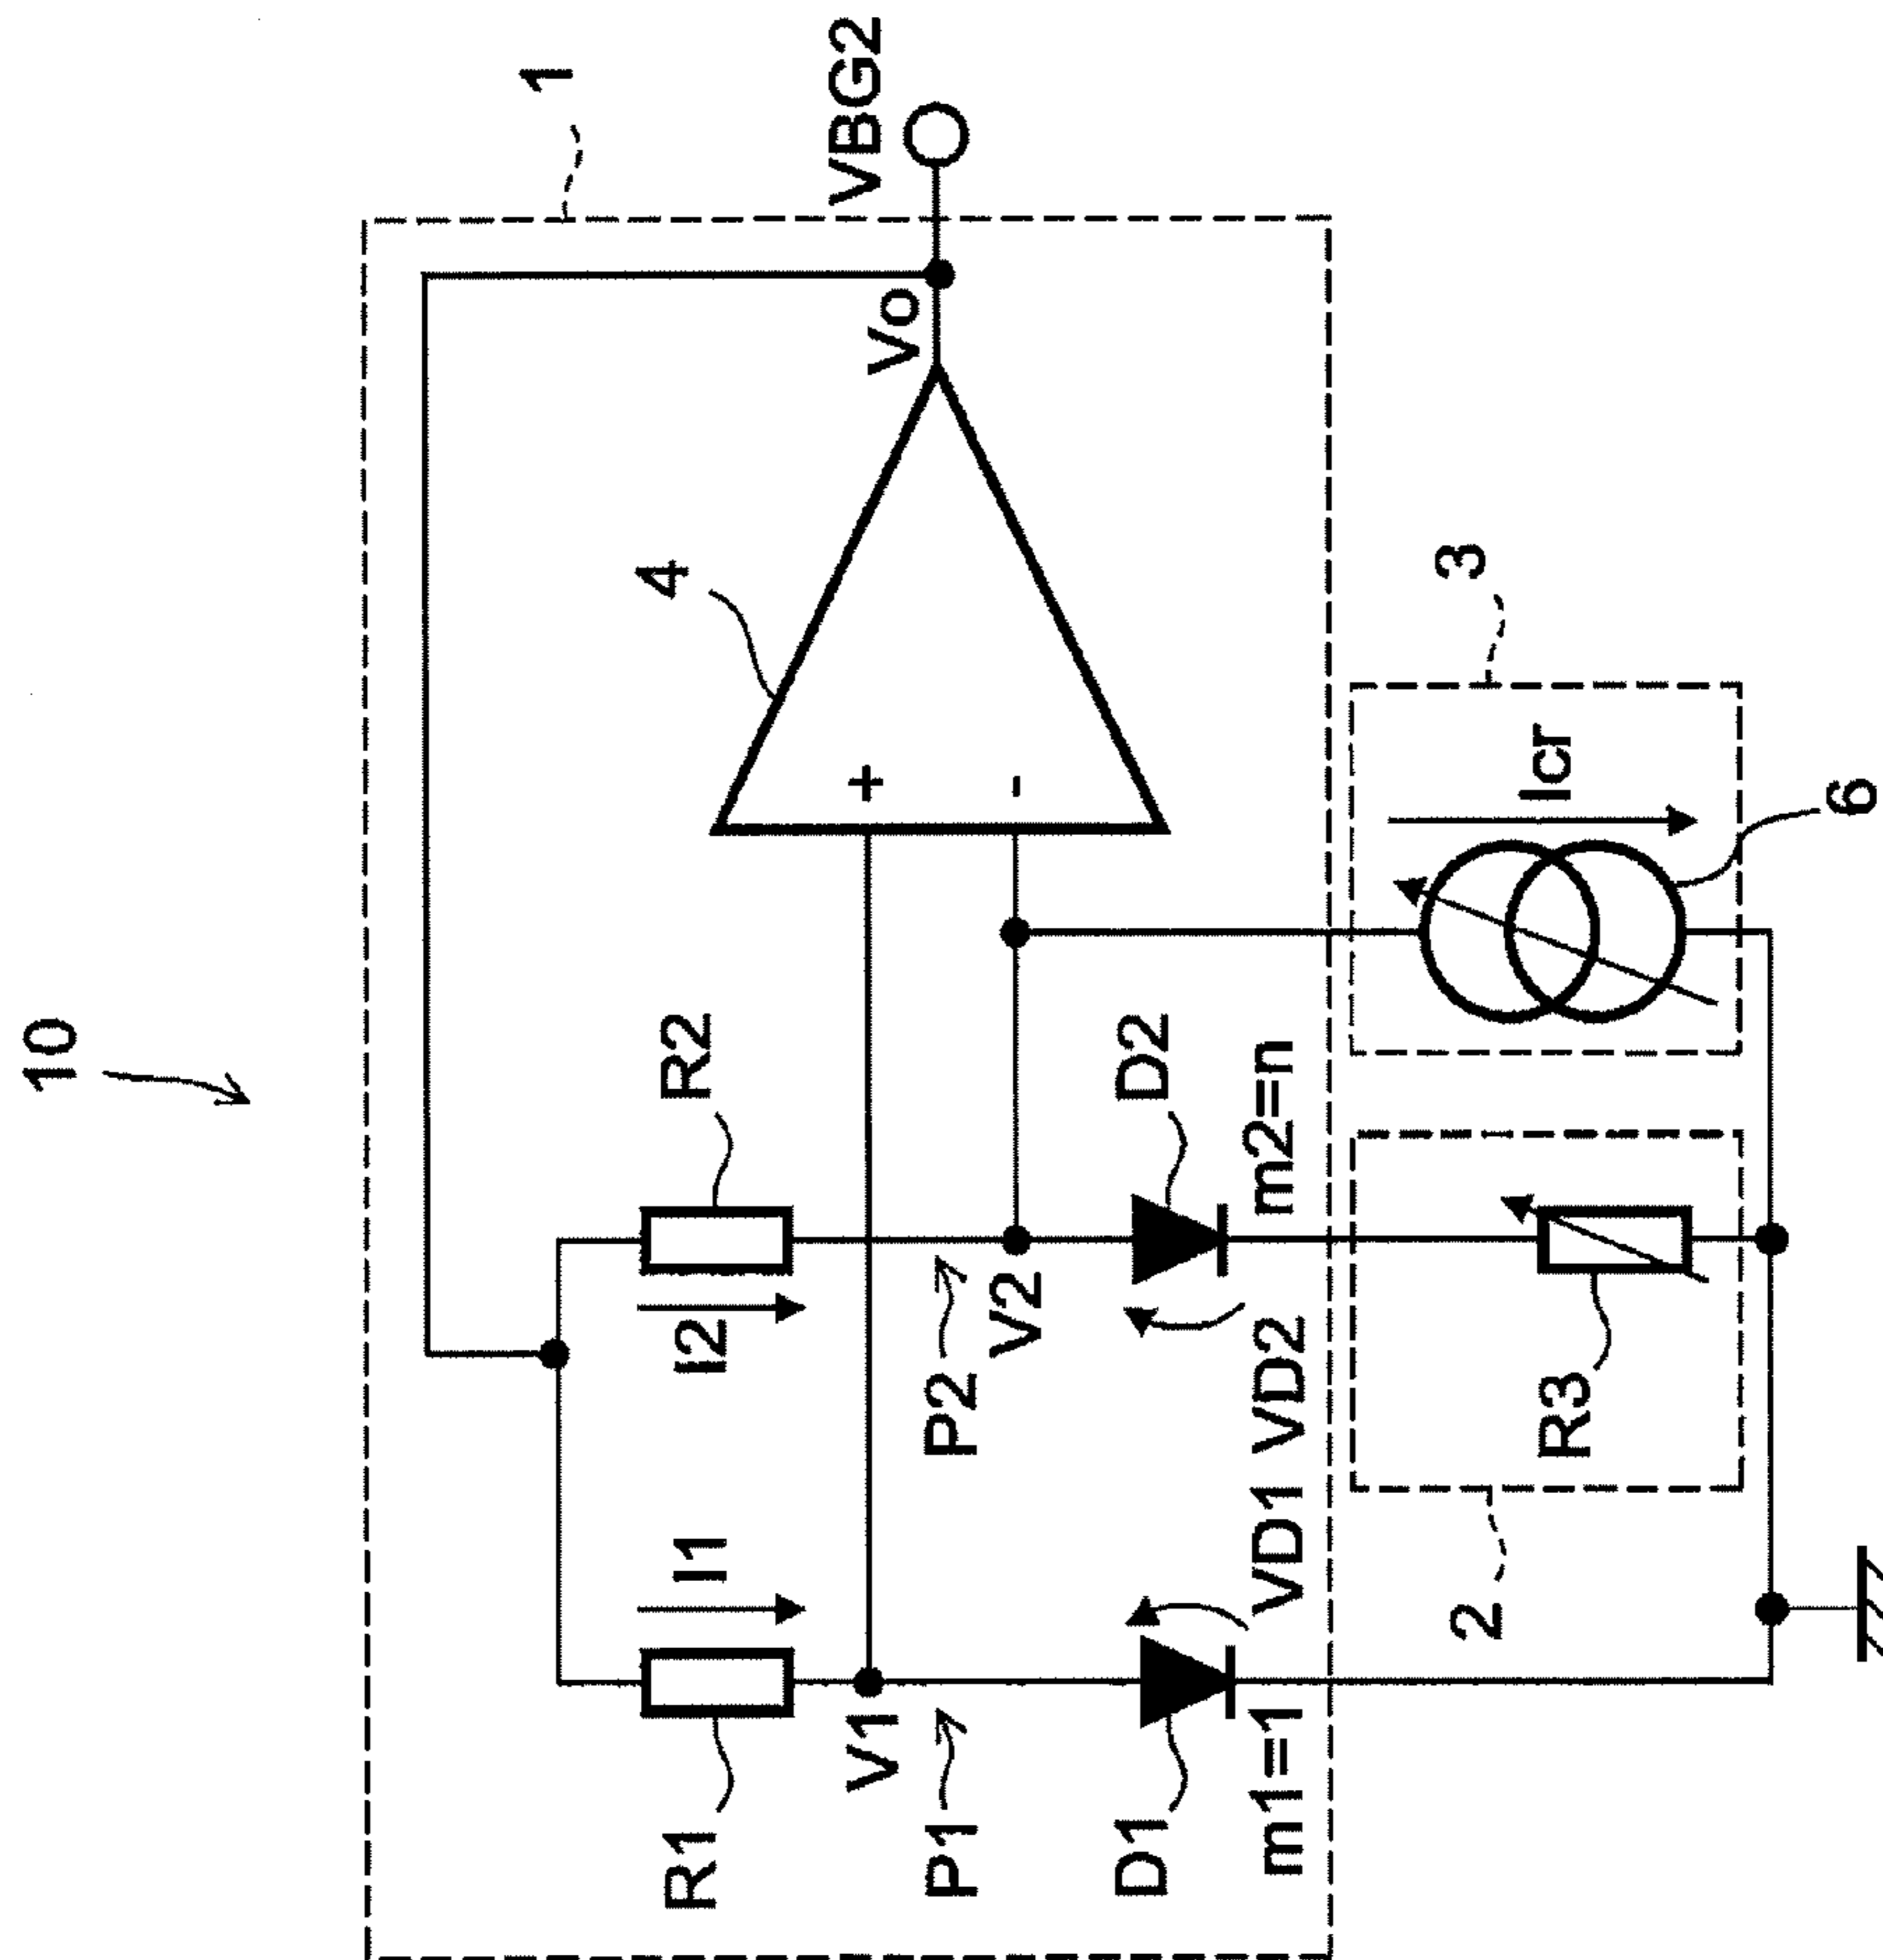 10
1
VBG2
Vo
4
R1
I1
I2
R2
V1
+
-
P1
P2
V2
D1
D2
m1=1
VD1
VD2
m2=n
3
Icr
6
2
R3